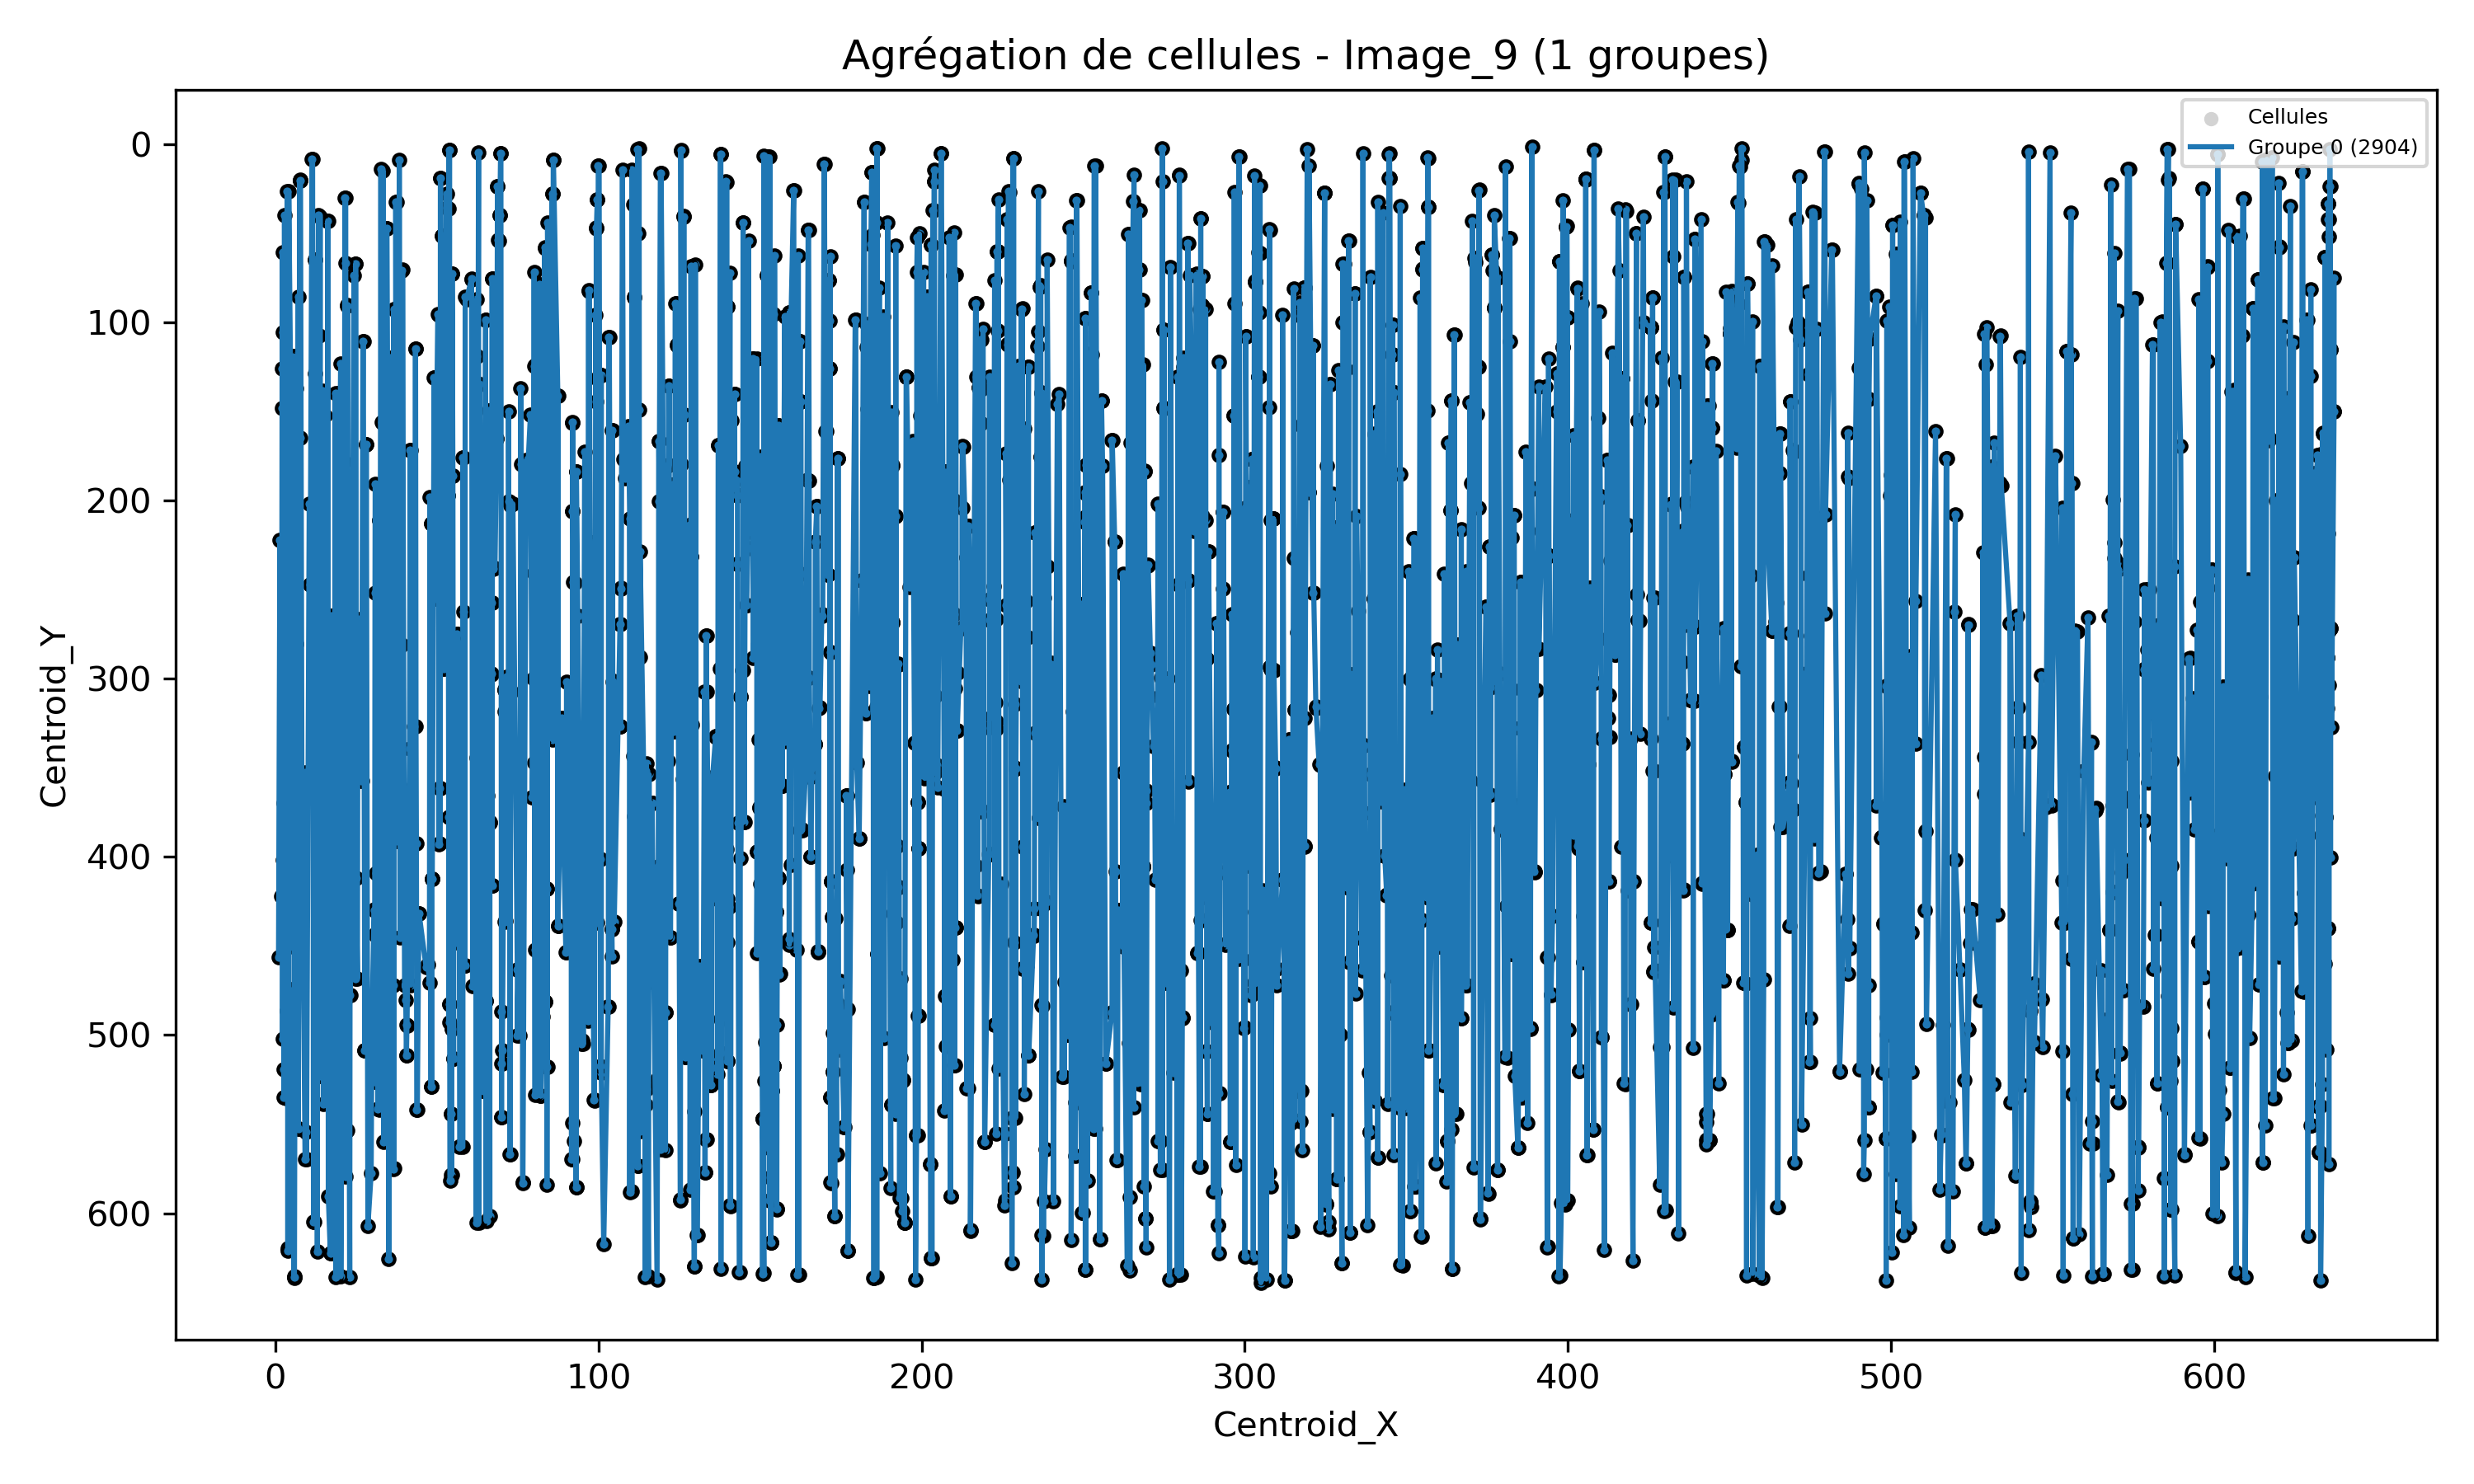 Agrégation de cellules - Image_9 (1 groupes)
Cellules
Groupe 0 (2904)
Centroid_Y
0
100
200
300
400
500
600
0 100 200 300 400 500 600
Centroid_X